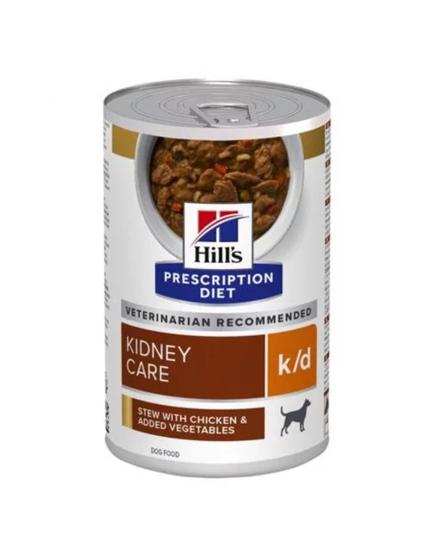 Hill's
PRESCRIPTION
DIET
VETERINARIAN RECOMMENDED
KIDNEY
CARE
k/d
STEW WITH CHICKEN &
ADDED VEGETABLES
DOG FOOD